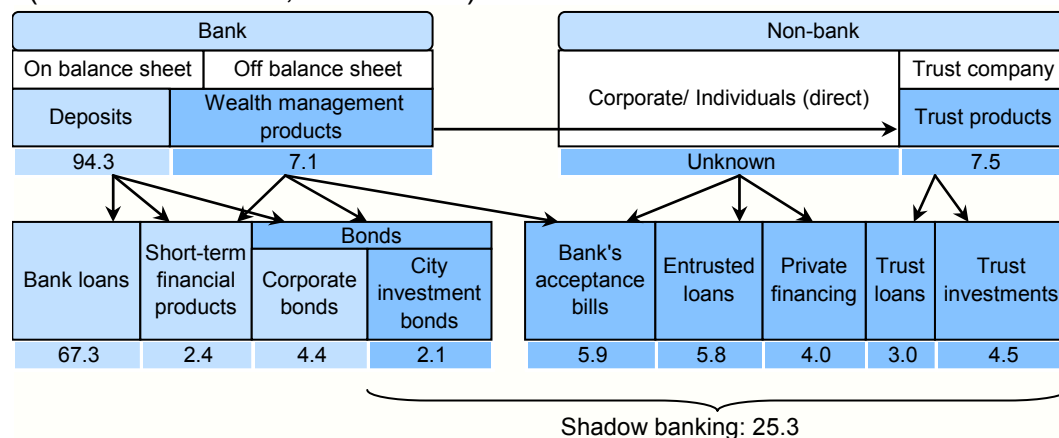 Bank
Non-bank
On balance sheet
Off balance sheet
Trust company
Deposits
Wealth management
products
Corporate/ Individuals (direct)
Trust products
94.3
7.1
Unknown
7.5
Bank loans
Short-term
financial
products
Bonds
Corporate
bonds
City
investment
bonds
Bank's
acceptance
bills
Entrusted
loans
Private
financing
Trust
loans
Trust
investments
67.3
2.4
4.4
2.1
5.9
5.8
4.0
3.0
4.5
Shadow banking: 25.3